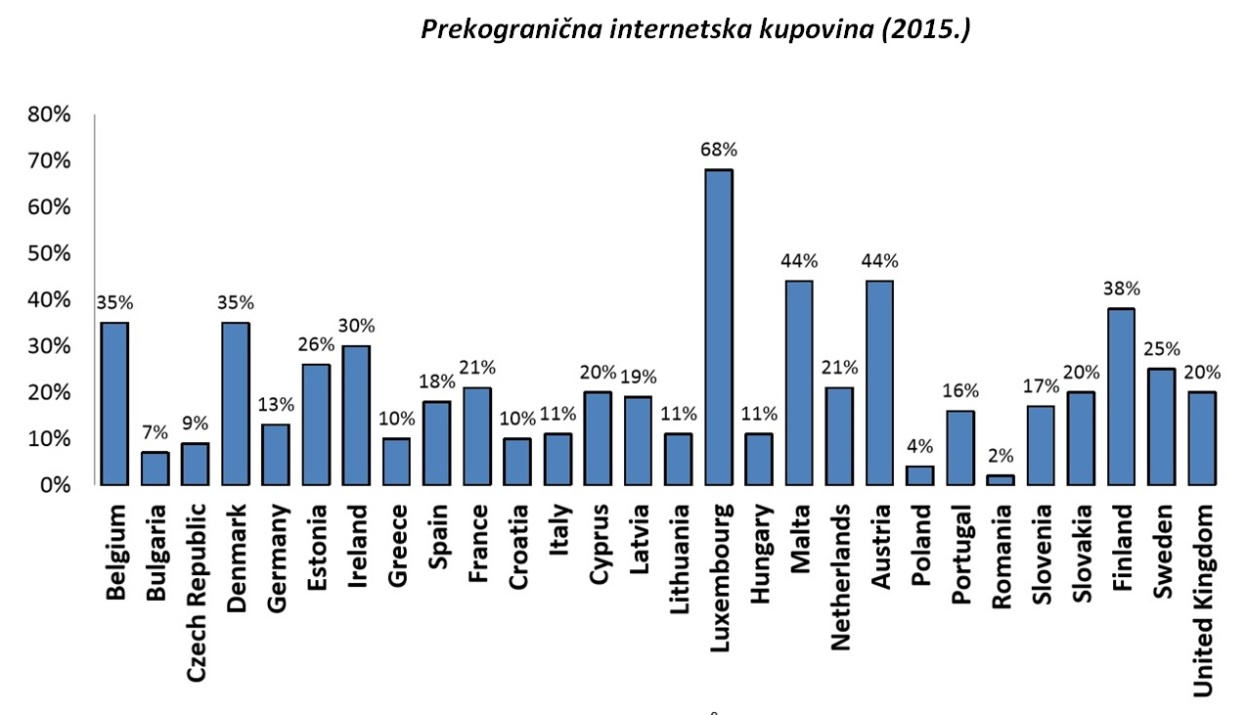 Prekogranična internetska kupovina (2015.)
80%
70%
60%
50%
40%
30%
20%
10%
0%
35%
7%
9%
35%
13%
26%
30%
10%
18%
21%
10%
11%
20%
19%
11%
68%
11%
44%
21%
44%
4%
16%
2%
17%
20%
38%
25%
20%
Belgium
Bulgaria
Czech Republic
Denmark
Germany
Estonia
Ireland
Greece
Spain
France
Croatia
Italy
Cyprus
Latvia
Lithuania
Luxembourg
Hungary
Malta
Netherlands
Austria
Poland
Portugal
Romania
Slovenia
Slovakia
Finland
Sweden
United Kingdom